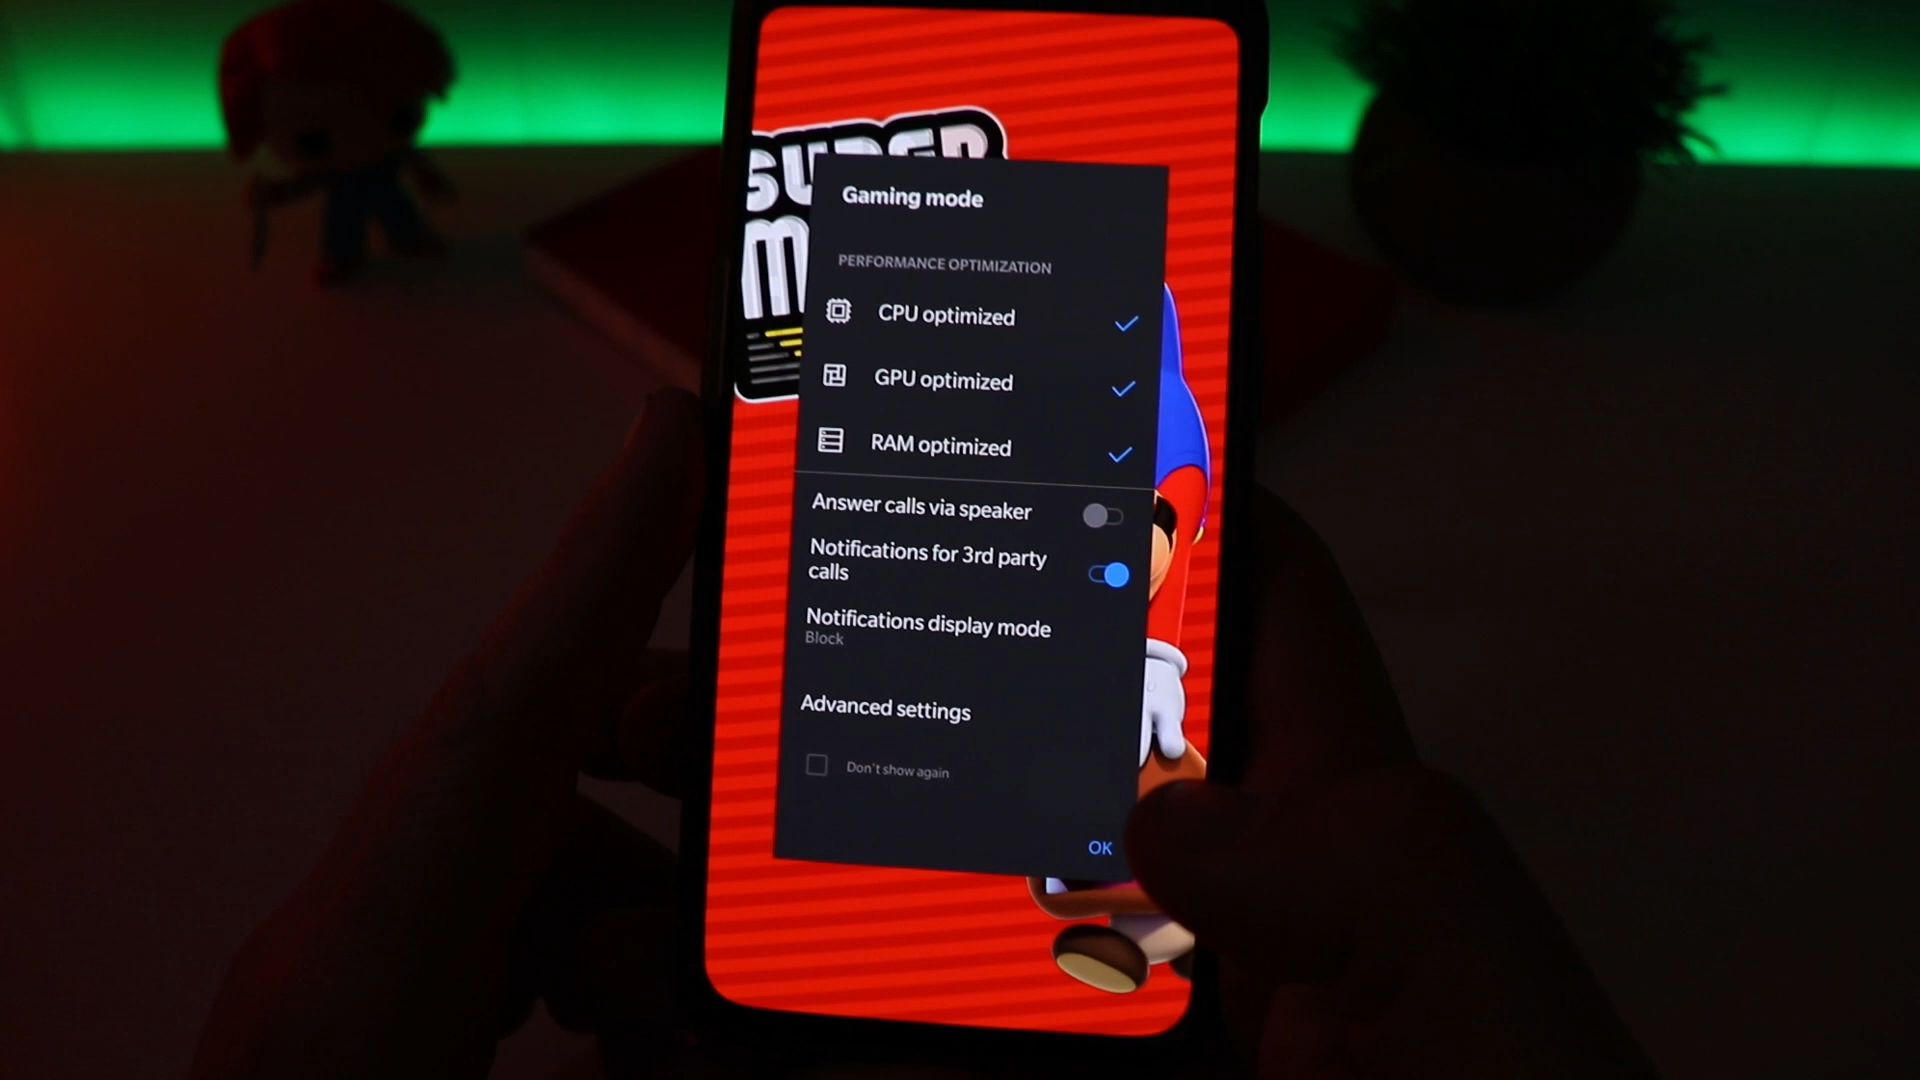 SUPER
M
Gaming mode
PERFORMANCE OPTIMIZATION
CPU optimized
GPU optimized
RAM optimized
Answer calls via speaker
Notifications for 3rd party
calls
Notifications display mode
Block
Advanced settings
Don't show again
OK